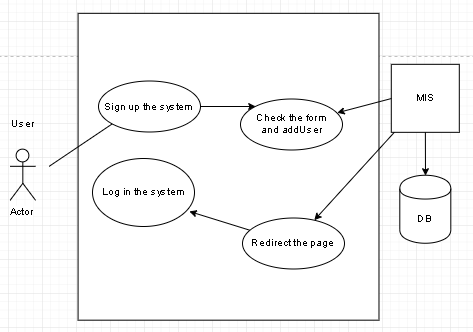 Sign up the system
Check the form
and addUser
MIS
User
Log in the system
Actor
DB
Redirect the page